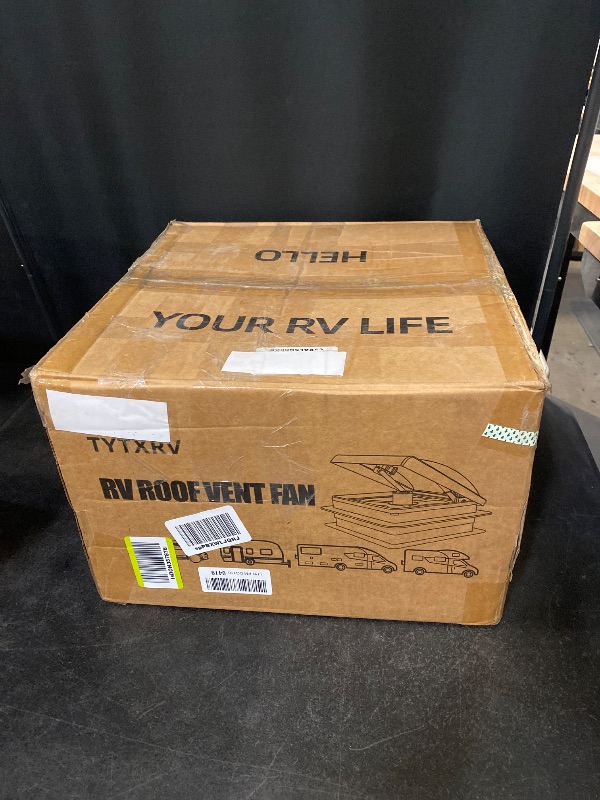 HELLO
YOUR RV LIFE
TYTXRV
RV ROOF VENT FAN